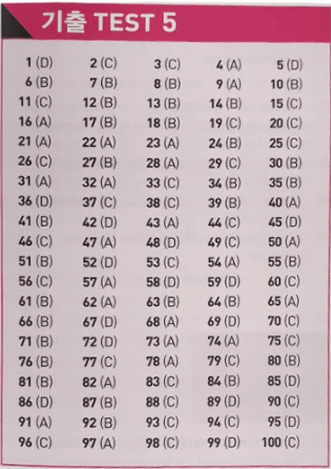 기출 TEST 5
1 (D) 2 (C) 3 (C) 4 (A) 5 (D)
6 (B) 7 (B) 8 (B) 9 (A) 10 (B)
11 (C) 12 (B) 13 (B) 14 (B) 15 (C)
16 (A) 17 (B) 18 (B) 19 (C) 20 (C)
21 (A) 22 (A) 23 (A) 24 (B) 25 (C)
26 (C) 27 (B) 28 (A) 29 (C) 30 (B)
31 (A) 32 (A) 33 (C) 34 (B) 35 (B)
36 (D) 37 (C) 38 (C) 39 (B) 40 (A)
41 (B) 42 (D) 43 (A) 44 (C) 45 (D)
46 (C) 47 (A) 48 (D) 49 (C) 50 (A)
51 (B) 52 (D) 53 (C) 54 (A) 55 (B)
56 (C) 57 (A) 58 (D) 59 (D) 60 (C)
61 (B) 62 (A) 63 (B) 64 (B) 65 (A)
66 (B) 67 (D) 68 (A) 69 (D) 70 (C)
71 (B) 72 (D) 73 (A) 74 (A) 75 (C)
76 (B) 77 (C) 78 (A) 79 (C) 80 (B)
81 (B) 82 (A) 83 (C) 84 (B) 85 (D)
86 (D) 87 (B) 88 (C) 89 (D) 90 (C)
91 (A) 92 (B) 93 (C) 94 (C) 95 (D)
96 (C) 97 (A) 98 (C) 99 (D) 100 (C)